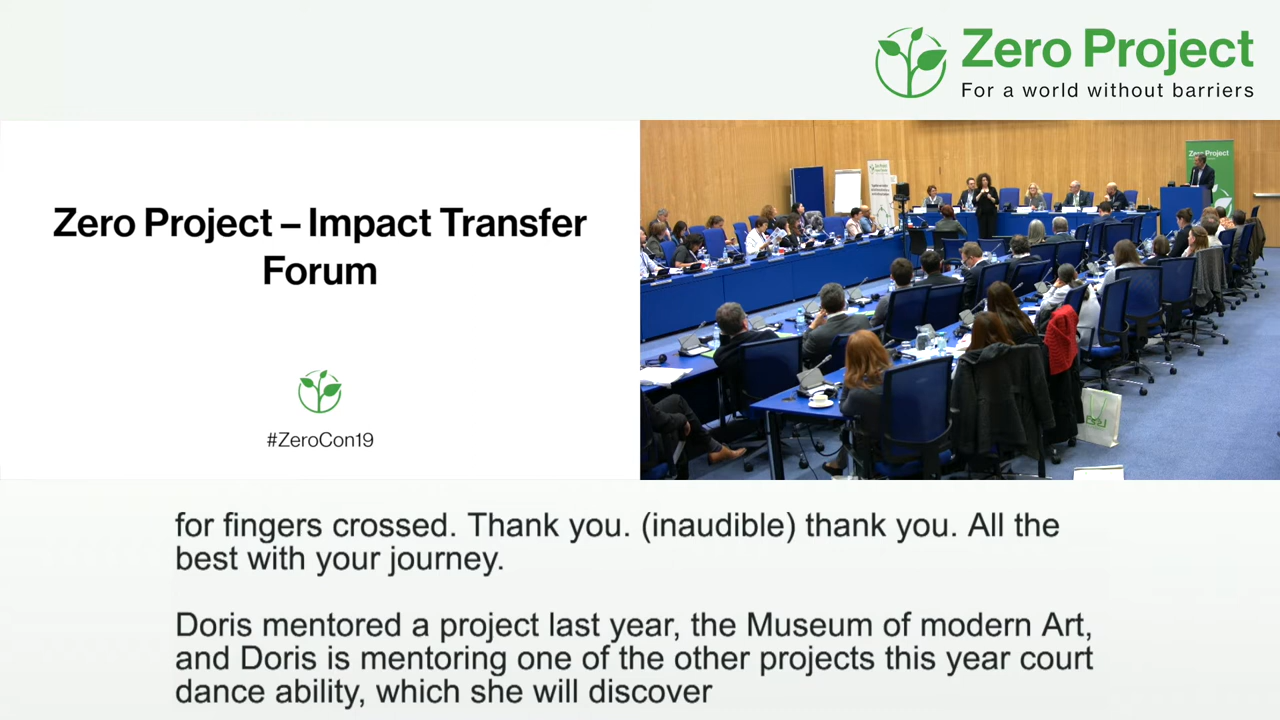 Zero Project
For a world without barriers
Zero Project – Impact Transfer
Forum
#ZeroCon19
Zero Project
Zero Project
for fingers crossed. Thank you. (inaudible) thank you. All the
best with your journey.
Doris mentored a project last year, the Museum of modern Art,
and Doris is mentoring one of the other projects this year court
dance ability, which she will discover